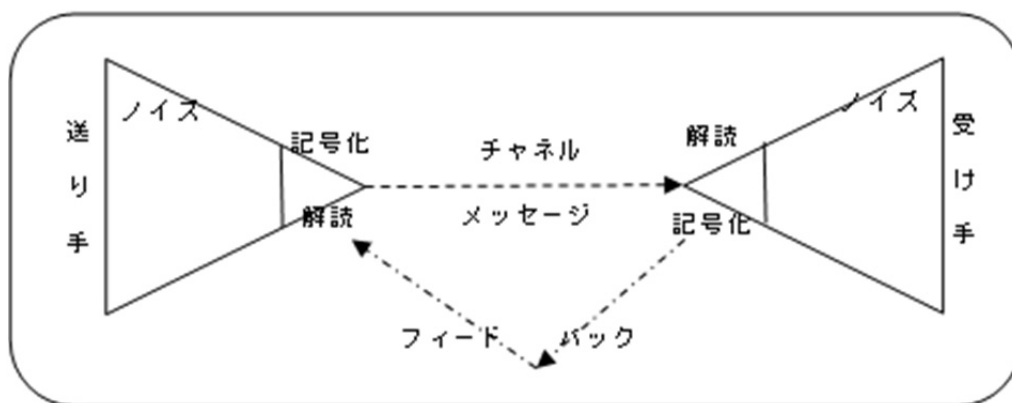 送り手
ノイズ
記号化
解読
チャネル
メッセージ
解読
記号化
ノイズ
受け手
フィードバック